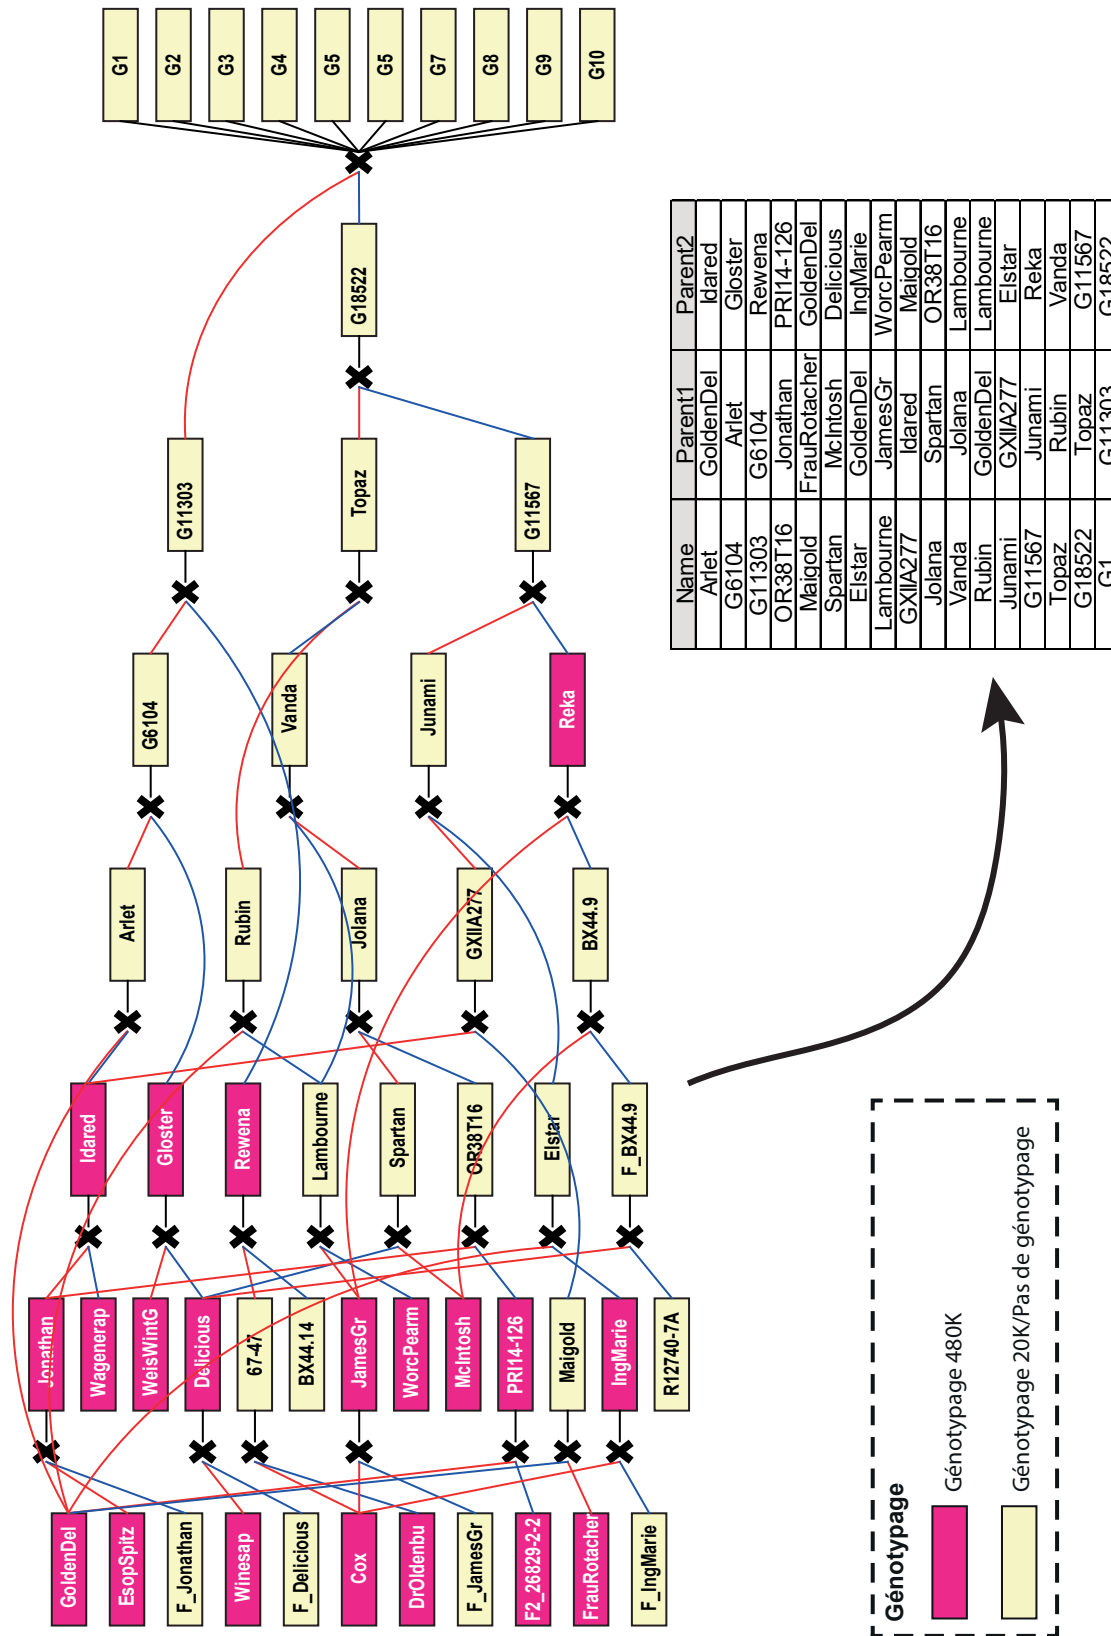 GoldenDel
EsopSpitz
F_Jonathan
Winesap
F_Delicious
Cox
DrOldenbu
F_JamesGr
F2_26829-2-2
FrauRotacher
F_IngMarie
Jonathan
Wagenerap
WeisWintG
Delicious
67-47
BX44.14
JamesGr
WorcPearm
McIntosh
PRI14-126
Maigold
IngMarie
R12740-7A
Idared
Gloster
Rewena
Lambourne
Spartan
OR38T16
Elstar
F_BX44.9
Arlet
Rubin
Jolana
GXIIA277
BX44.9
G6104
Vanda
Junami
Reka
G11303
Topaz
G11567
G18522
G1
G2
G3
G4
G5
G5
G7
G8
G9
G10
Génotypage
Génotypage 480K
Génotypage 20K/Pas de génotypage
Name Parent1 Parent2
Arlet GoldenDel Idared
G6104 Arlet Gloster
G11303 G6104 Rewena
OR38T16 Jonathan PRI14-126
Maigold FrauRotacher GoldenDel
Spartan McIntosh Delicious
Elstar GoldenDel IngMarie
Lambourne JamesGr WorcPearm
GXIIA277 Idared Maigold
Jolana Spartan OR38T16
Vanda Jolana Lambourne
Rubin GoldenDel Lambourne
Junami GXIIA277 Elstar
G11567 Junami Reka
Topaz Rubin Vanda
G18522 Topaz G11567
G1 G11303 G18522